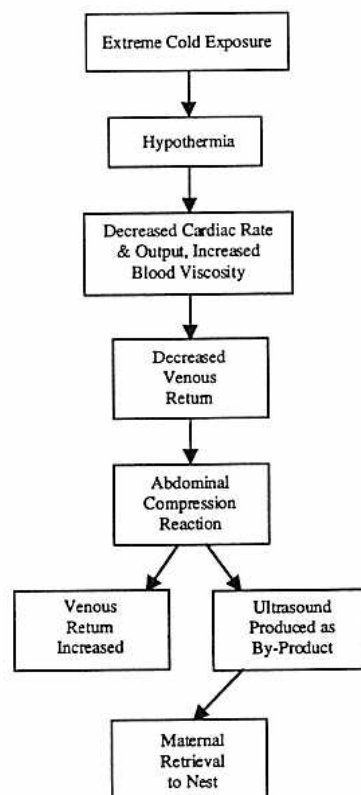 Extreme Cold Exposure
Hypothermia
Decreased Cardiac Rate
& Output, Increased
Blood Viscosity
Decreased
Venous
Return
Abdominal
Compression
Reaction
Venous
Return
Increased
Ultrasound
Produced as
By-Product
Maternal
Retrieval
to Nest